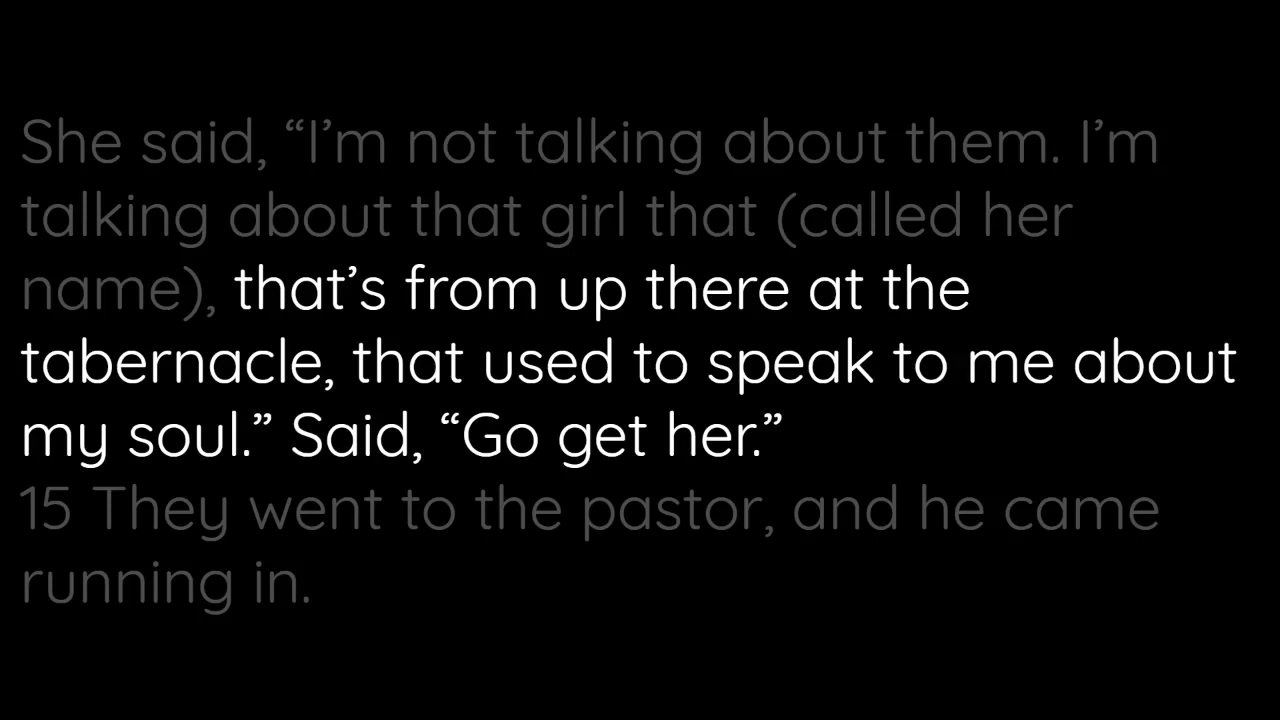 She said, “I’m not talking about them. I’m
talking about that girl that (called her
name), that’s from up there at the
tabernacle, that used to speak to me about
my soul.” Said, “Go get her.”
15 They went to the pastor, and he came
running in.